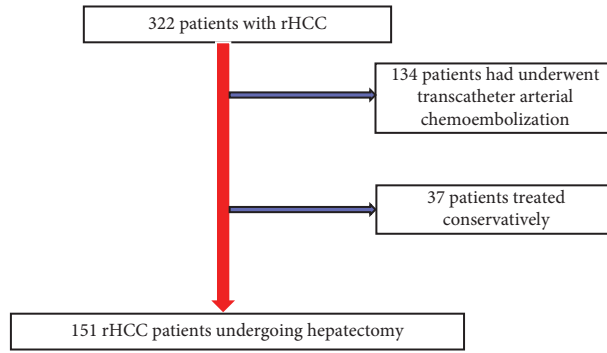 322 patients with rHCC
134 patients had underwent
transcatheter arterial
chemoembolization
37 patients treated
conservatively
151 rHCC patients undergoing hepatectomy